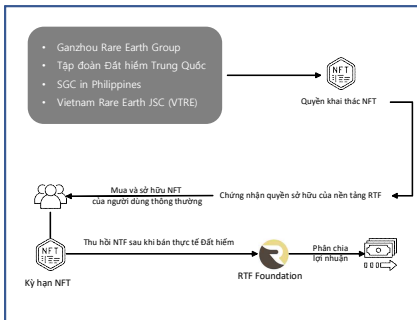 • Ganzhou Rare Earth Group
• Tập đoàn Đất hiếm Trung Quốc
• SGC in Philippines
• Vietnam Rare Earth JSC (VTRE)
NFT
Quyền khai thác NFT
Mua và sở hữu NFT
của người dùng thông thường
Chứng nhận quyền sở hữu của nền tảng RTF
NFT
Kỳ hạn NFT
Thu hồi NTF sau khi bán thực tế Đất hiếm
RTF Foundation
Phân chia
lợi nhuận